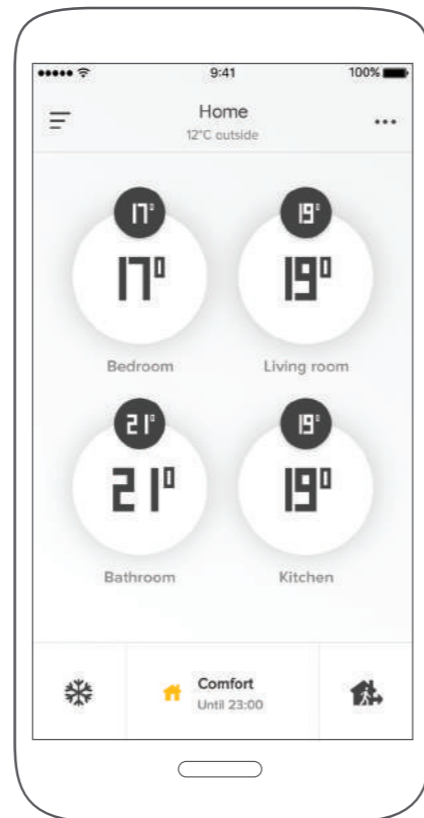 9:41 100%
Home
12°C outside
17° 19°
17° 19°
Bedroom Living room
21° 19°
21° 19°
Bathroom Kitchen
Comfort
Until 23:00